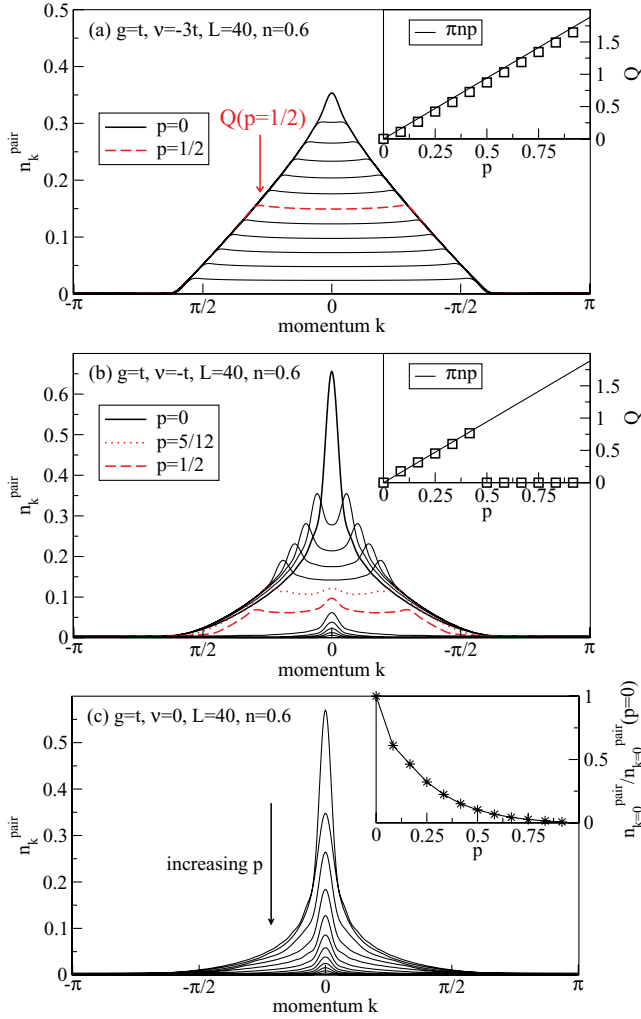 (a) g=t, ν=-3t, L=40, n=0.6
p=0
p=1/2
Q(p=1/2)
πnp
0 0.25 0.5 0.75
p
0 0.5 1 1.5
Q
0 0.1 0.2 0.3 0.4 0.5
n_k^pair
-π π/2 0 -π/2 π
momentum k
(b) g=t, ν=-t, L=40, n=0.6
p=0
p=5/12
p=1/2
πnp
0 0.25 0.5 0.75
p
0 0.5 1 1.5
Q
0 0.1 0.2 0.3 0.4 0.5 0.6
n_k^pair
-π π/2 0 -π/2 π
momentum k
(c) g=t, ν=0, L=40, n=0.6
increasing p
0 0.25 0.5 0.75
p
0 0.5 1
n_{k=0}^pair/n_{k=0}^pair(p=0)
0 0.1 0.2 0.3 0.4 0.5
n_k^pair
-π -π/2 0 π/2 π
momentum k